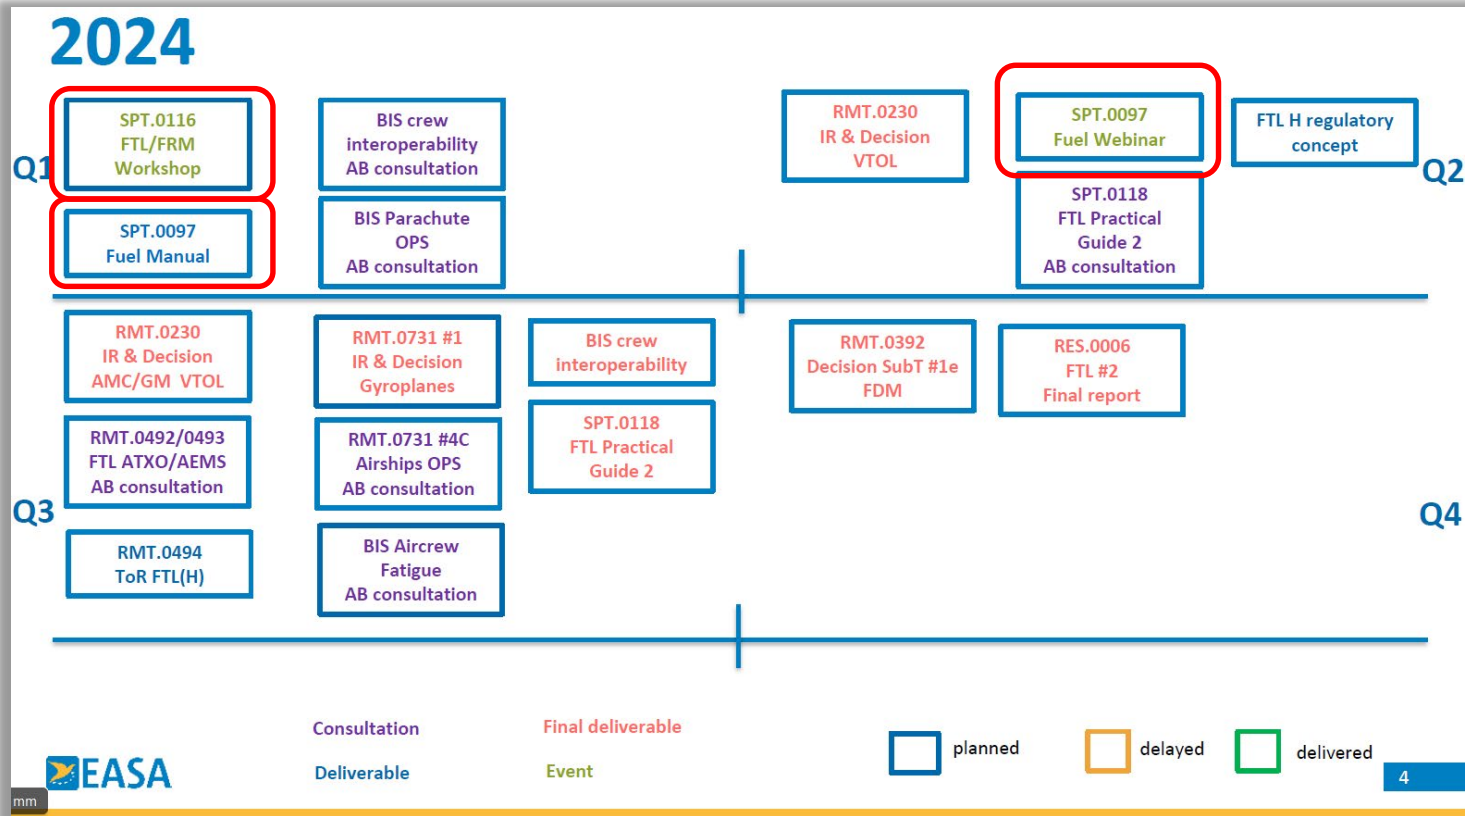 2024
Q1
SPT.0116
FTL/FRM
Workshop
BIS crew
interoperability
AB consultation
SPT.0097
Fuel Manual
BIS Parachute
OPS
AB consultation
RMT.0230
IR & Decision
VTOL
SPT.0097
Fuel Webinar
FTL H regulatory
concept
SPT.0118
FTL Practical
Guide 2
AB consultation
Q2
Q3
RMT.0230
IR & Decision
AMC/GM VTOL
RMT.0731 #1
IR & Decision
Gyroplanes
BIS crew
interoperability
RMT.0492/0493
FTL ATXO/AEMS
AB consultation
RMT.0731 #4C
Airships OPS
AB consultation
SPT.0118
FTL Practical
Guide 2
RMT.0494
ToR FTL(H)
BIS Aircrew
Fatigue
AB consultation
RMT.0392
Decision SubT #1e
FDM
RES.0006
FTL #2
Final report
Q4
Consultation
Final deliverable
Deliverable
Event
planned
delayed
delivered
EASA
4
mm